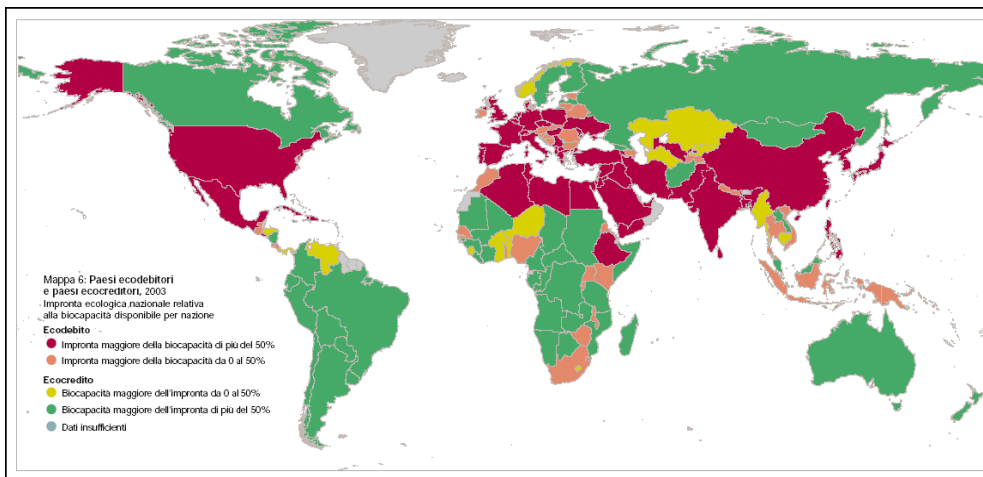 Mappa 6: Paesi ecodebitori
e paesi ecocreditori, 2003
Impronta ecologica nazionale relativa
alla biocapacità disponibile per nazione
Ecodebito
Impronta maggiore della biocapacità di più del 50%
Impronta maggiore della biocapacità da 0 al 50%
Ecocredito
Biocapacità maggiore dell'impronta da 0 al 50%
Biocapacità maggiore dell'impronta di più del 50%
Dati insufficienti